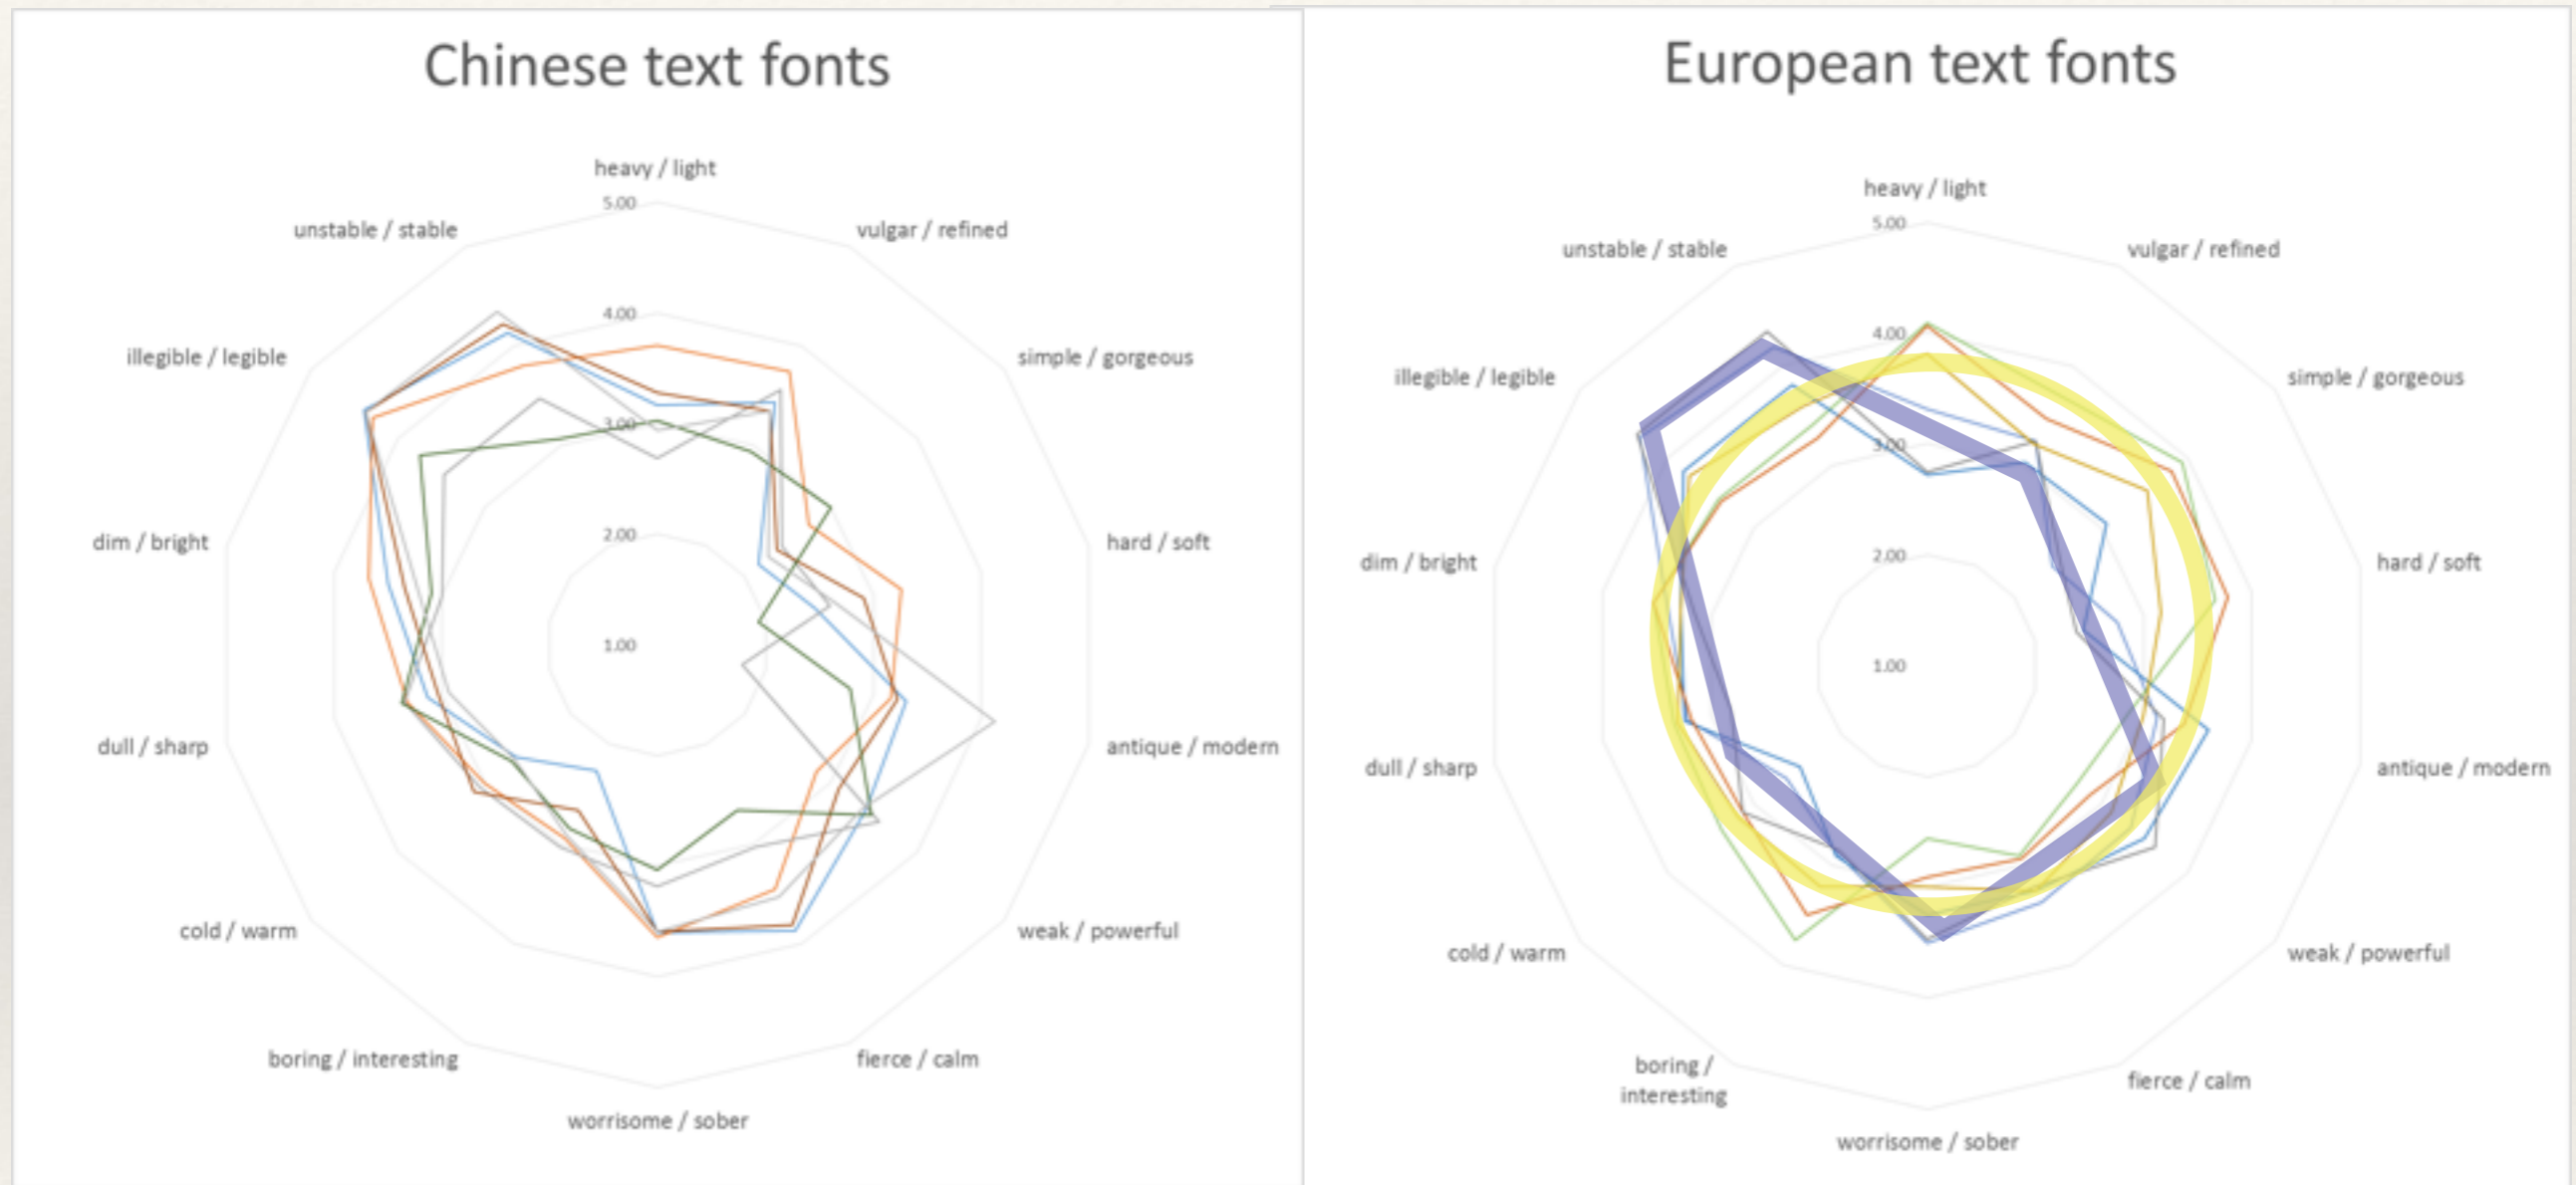 Chinese text fonts
heavy / light
5.00
unstable / stable
vulgar / refined
4.00
illegible / legible
simple / gorgeous
3.00
dim / bright
2.00
hard / soft
1.00
dull / sharp
antique / modern
cold / warm
weak / powerful
boring / interesting
fierce / calm
worrisome / sober
European text fonts
heavy / light
5.00
unstable / stable
vulgar / refined
4.00
illegible / legible
simple / gorgeous
3.00
dim / bright
2.00
hard / soft
1.00
dull / sharp
antique / modern
cold / warm
weak / powerful
boring /
interesting
fierce / calm
worrisome / sober